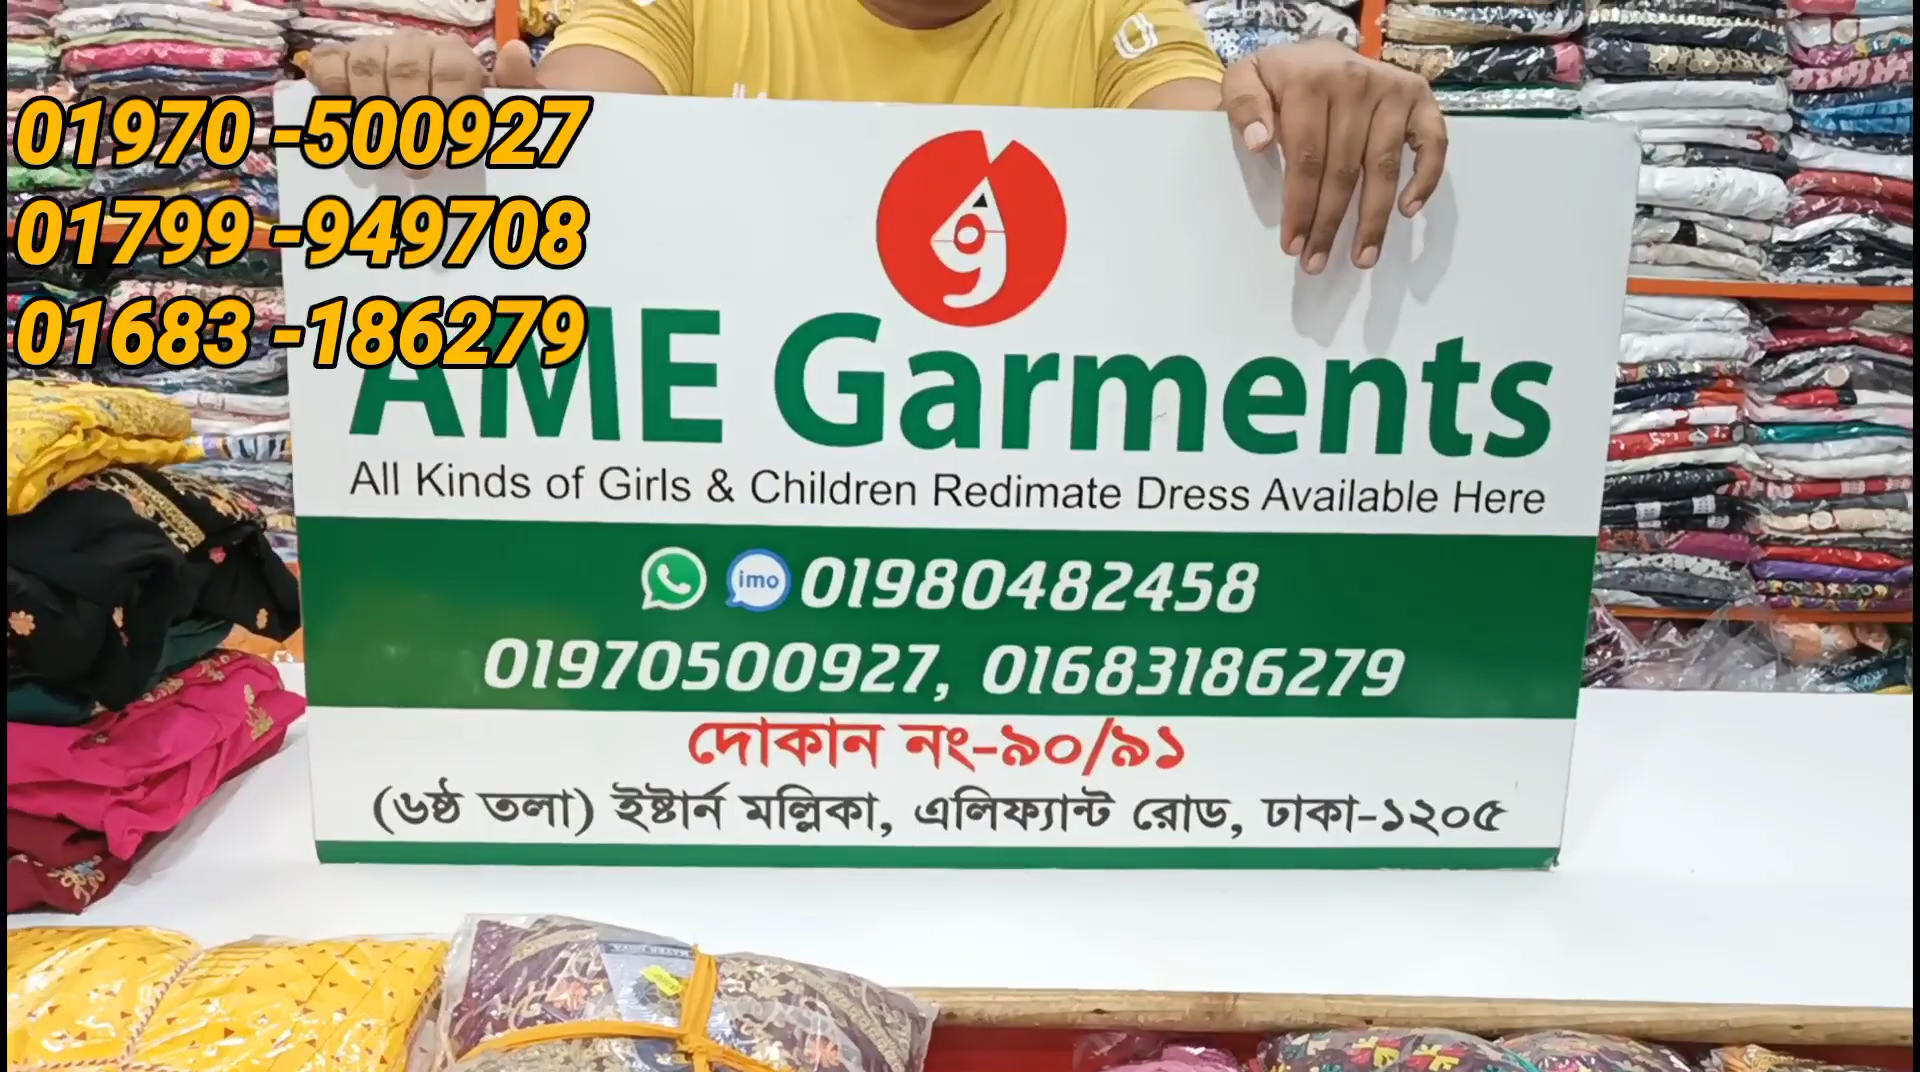 01970 -500927
01799 -949708
01683 -186279
AME Garments
All Kinds of Girls & Children Redimate Dress Available Here
imo 01980482458
01970500927, 01683186279
দোকান নং-৯০/৯১
(৬ষ্ঠ তলা) ইষ্টার্ন মল্লিকা, এলিফ্যান্ট রোড, ঢাকা-১২০৫